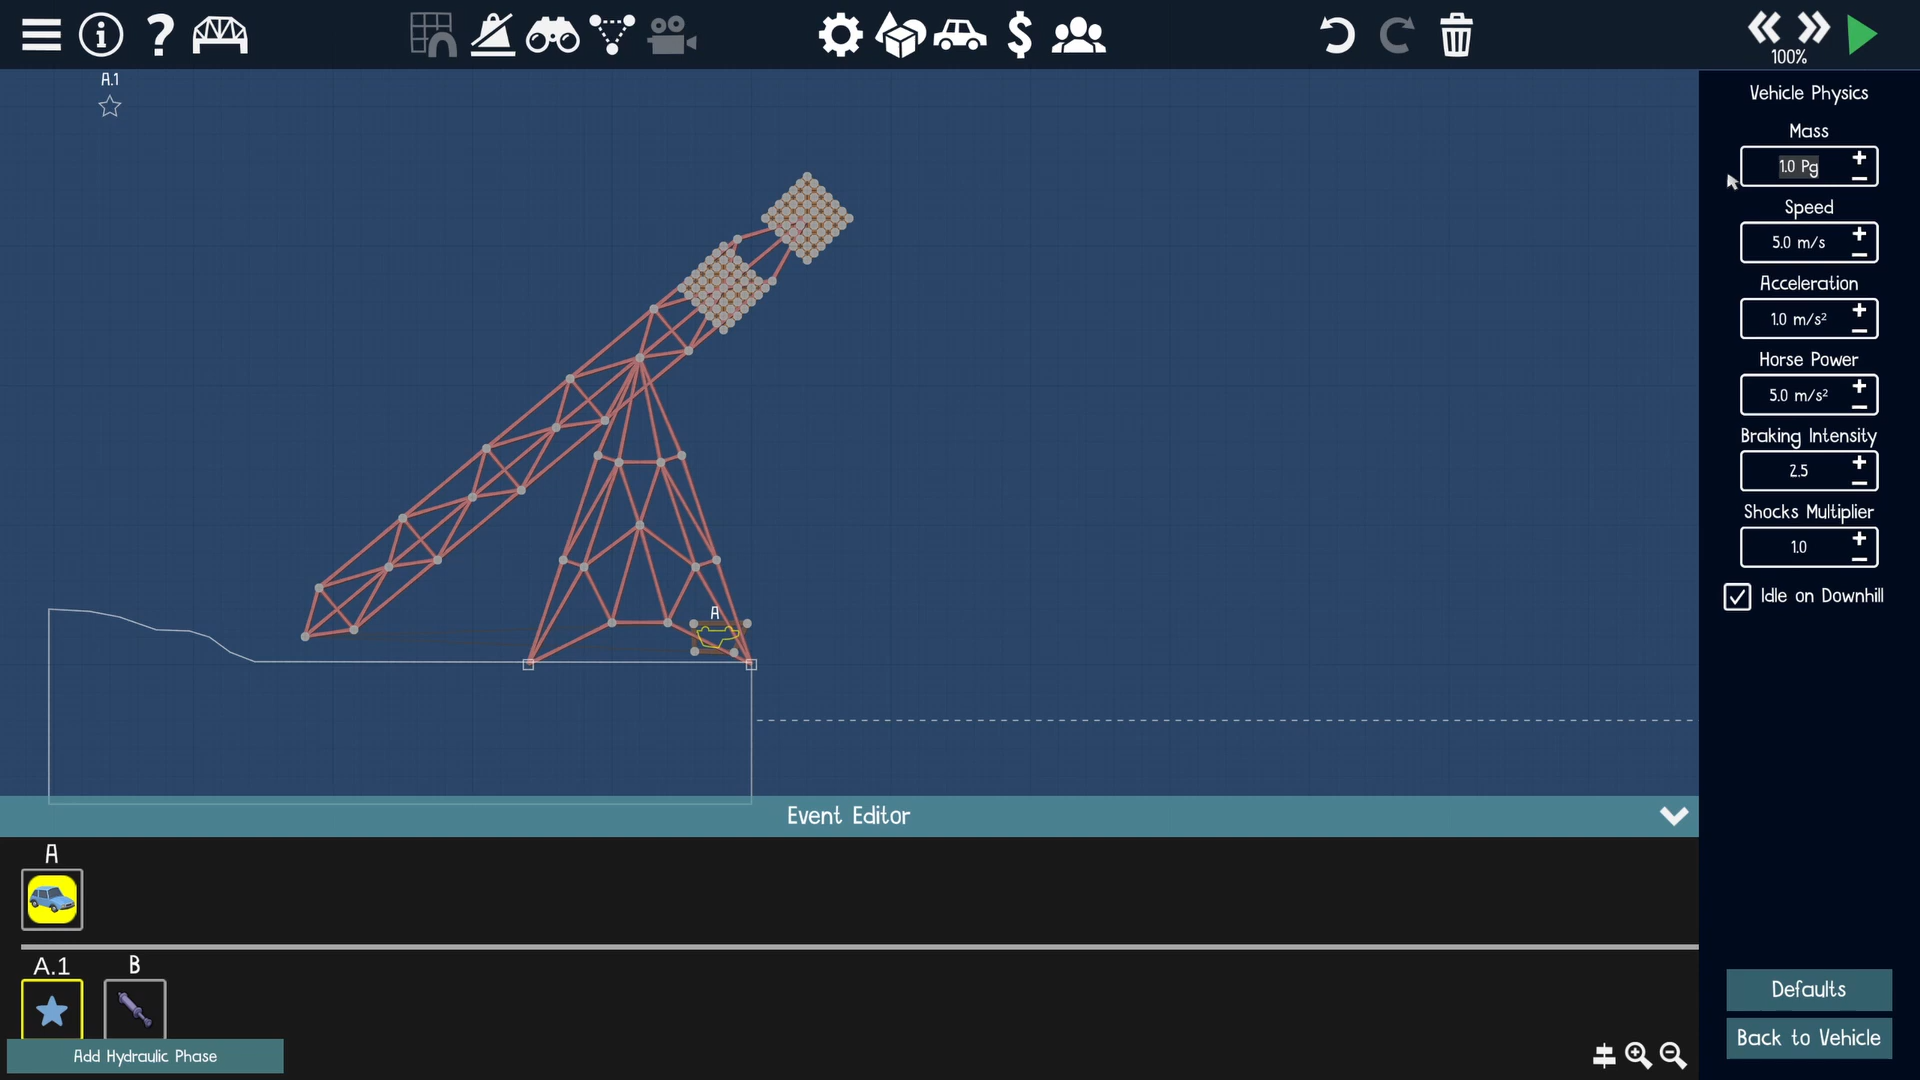 100%
A.1
Vehicle Physics
Mass
1.0 Pg
Speed
5.0 m/s
Acceleration
1.0 m/s²
Horse Power
5.0 m/s²
Braking Intensity
2.5
Shocks Multiplier
1.0
Idle on Downhill
A
Event Editor
A
A.1
B
Add Hydraulic Phase
Defaults
Back to Vehicle